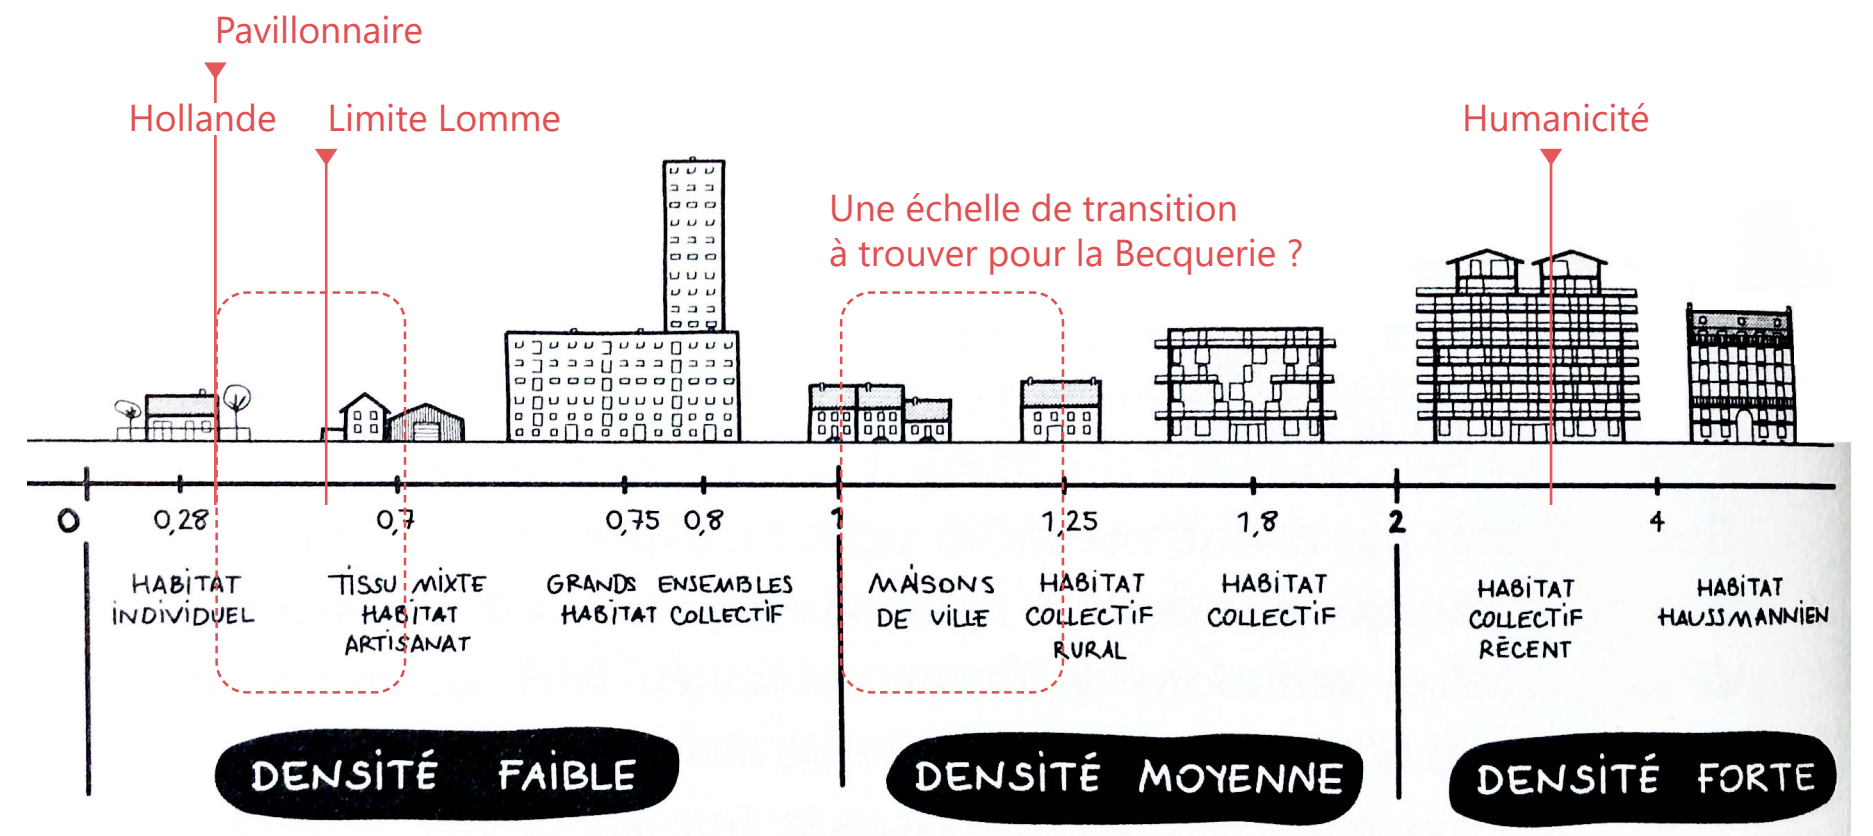 Pavillonnaire
Hollande
Limite Lomme
Humanicité
Une échelle de transition
à trouver pour la Becquerie ?
0
0,28
0,7
0,75
0,8
1
1,25
1,8
2
4
HABITAT
INDIVIDUEL
TISSU MIXTE
HABITAT
ARTISANAT
GRANDS ENSEMBLES
HABITAT COLLECTIF
MAISONS
DE VILLE
HABITAT
COLLECTIF
RURAL
HABITAT
COLLECTIF
HABITAT
COLLECTIF
RÉCENT
HABITAT
HAUSSMANNIEN
DENSITÉ FAIBLE
DENSITÉ MOYENNE
DENSITÉ FORTE